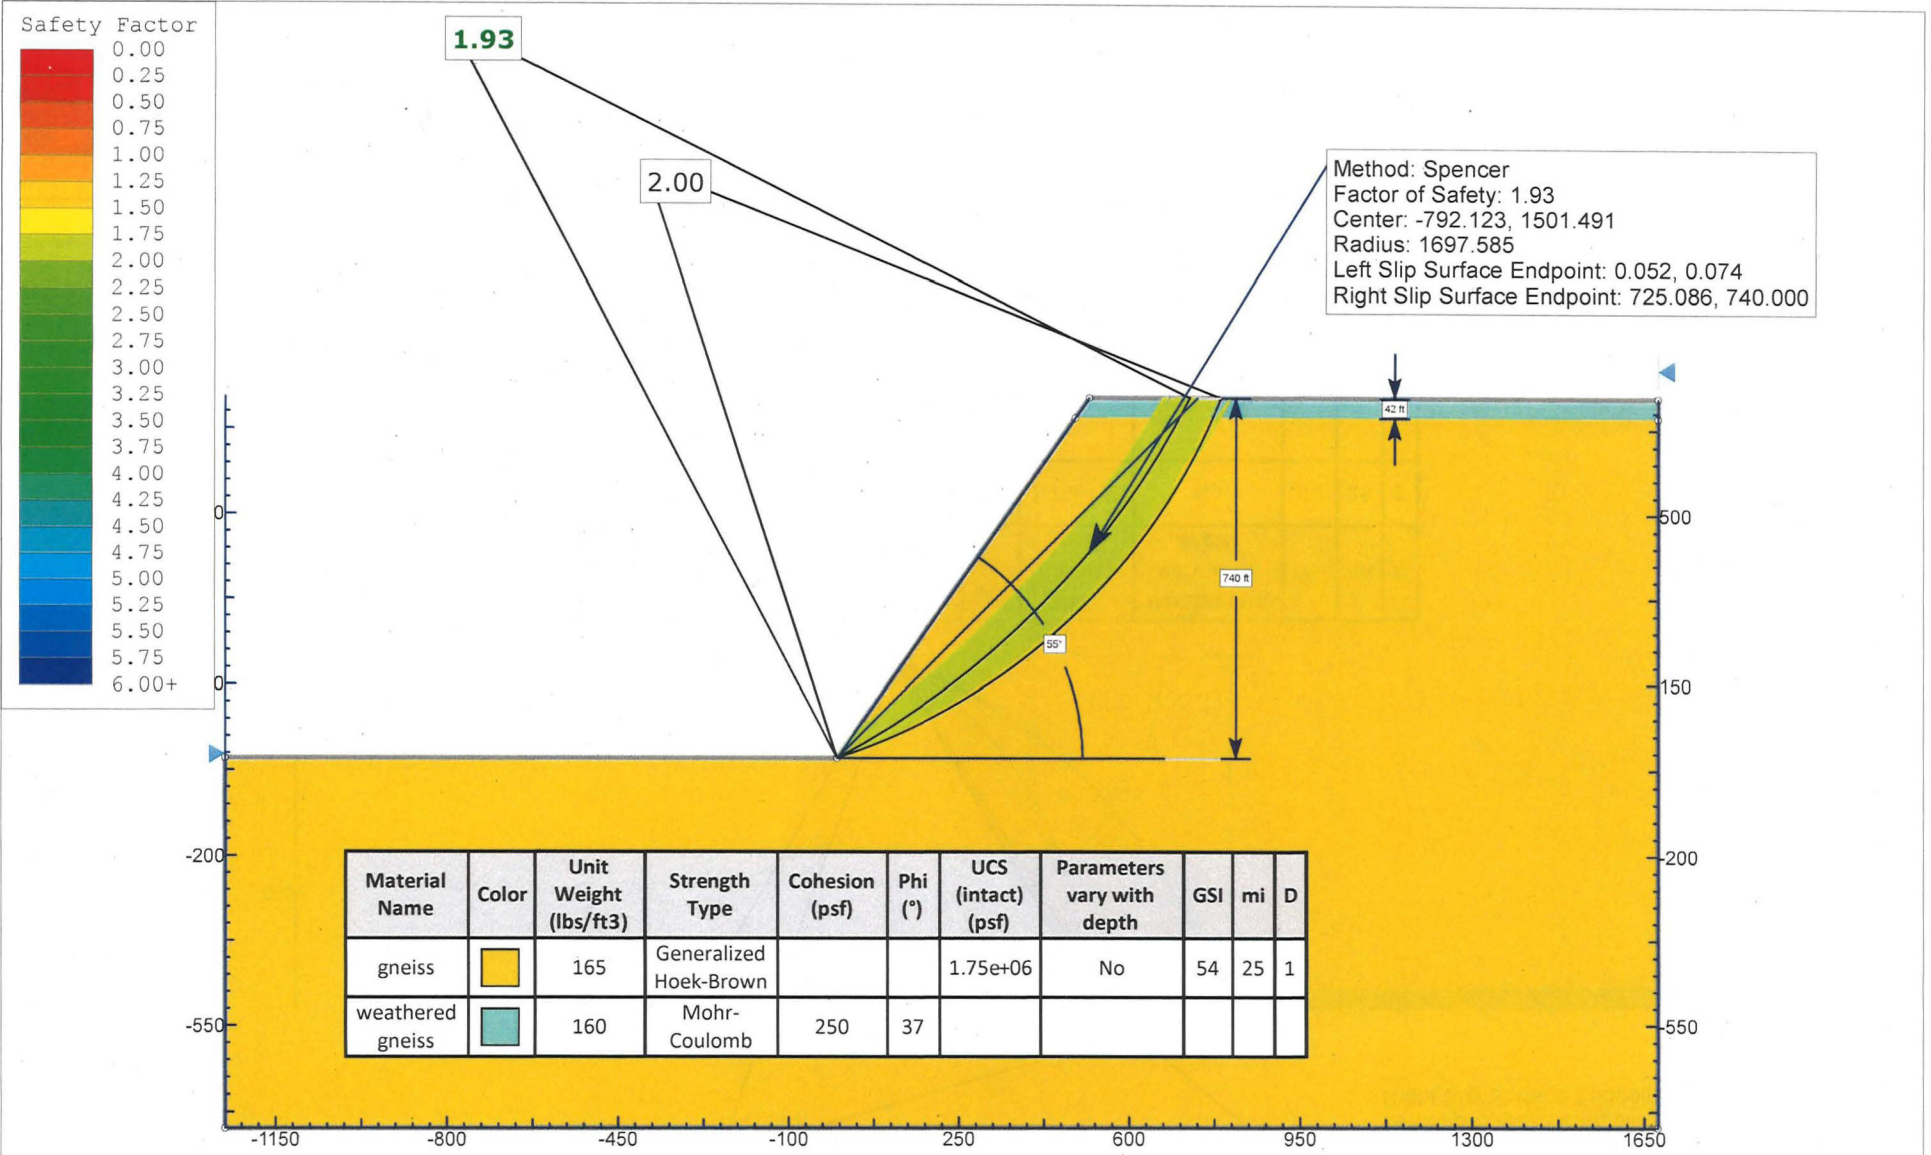 Safety Factor
0.00
0.25
0.50
0.75
1.00
1.25
1.50
1.75
2.00
2.25
2.50
2.75
3.00
3.25
3.50
3.75
4.00
4.25
4.50
4.75
5.00
5.25
5.50
5.75
6.00+
1.93
2.00
Method: Spencer
Factor of Safety: 1.93
Center: -792.123, 1501.491
Radius: 1697.585
Left Slip Surface Endpoint: 0.052, 0.074
Right Slip Surface Endpoint: 725.086, 740.000
42 ft
740 ft
55°
0
0
-200
-550
500
150
-200
-550
Material Name Color Unit Weight (lbs/ft3) Strength Type Cohesion (psf) Phi (°) UCS (intact) (psf) Parameters vary with depth GSI mi D
gneiss 165 Generalized Hoek-Brown 1.75e+06 No 54 25 1
weathered gneiss 160 Mohr-Coulomb 250 37
-1150 -800 -450 -100 250 600 950 1300 1650